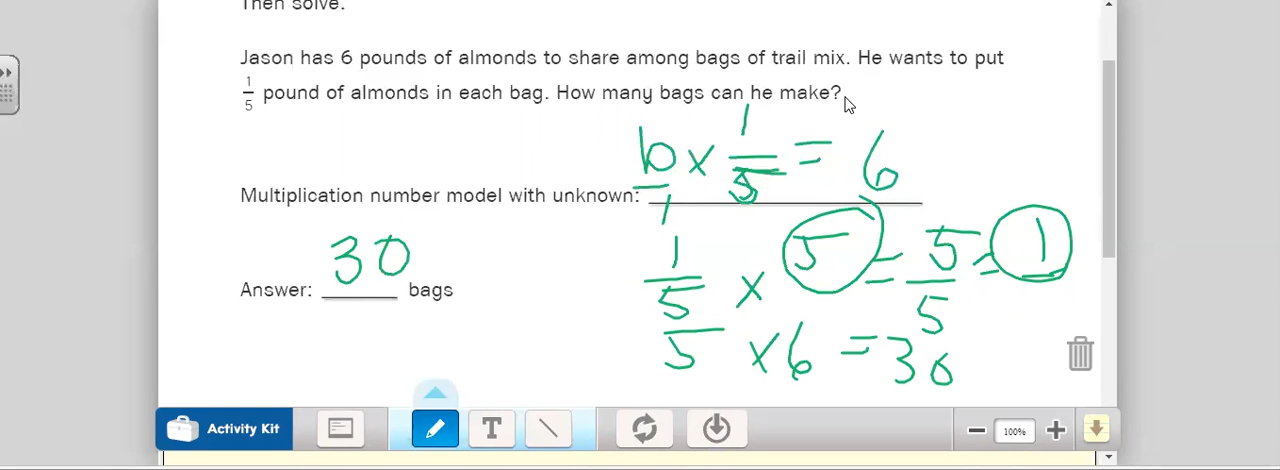 Then solve.
Jason has 6 pounds of almonds to share among bags of trail mix. He wants to put
1/5 pound of almonds in each bag. How many bags can he make?
b/1 × 1/5 = 6
Multiplication number model with unknown:
1/5 × 5 = 5/5 = 1
30
Answer: ______ bags
5 × 6 = 30
Activity Kit
T
100%